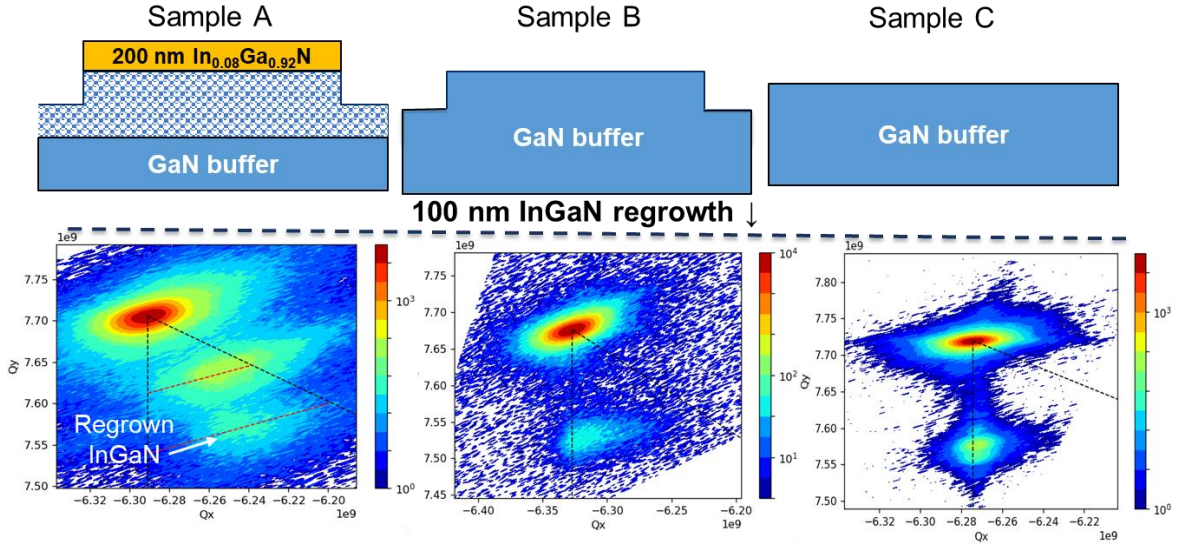 Sample A
Sample B
Sample C
200 nm In0.08Ga0.92N
GaN buffer
GaN buffer
GaN buffer
100 nm InGaN regrowth ↓
1e9
7.75
7.70
7.65
7.60
7.55
7.50
Qy
Regrown
InGaN
−6.32
−6.30
−6.28
−6.26
−6.24
−6.22
−6.20
Qx
1e9
10³
10⁰
1e9
7.80
7.75
7.70
7.65
7.60
7.55
7.50
7.45
Qy
−6.40
−6.35
−6.30
−6.25
−6.20
Qx
1e9
10⁴
10²
10¹
1e9
7.80
7.75
7.70
7.65
7.60
7.55
7.50
Qy
−6.32
−6.30
−6.28
−6.26
−6.24
−6.22
Qx
1e9
10³
10⁰